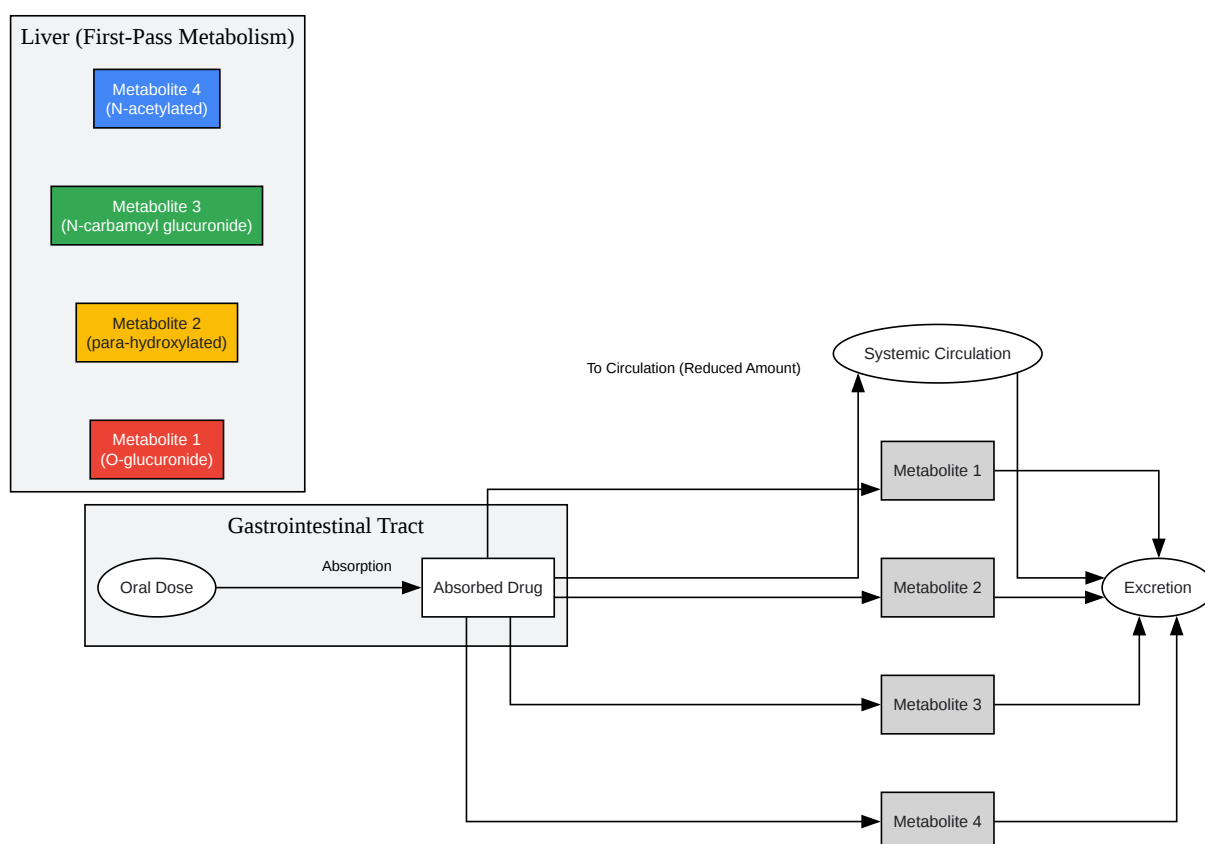 Liver (First-Pass Metabolism)
Metabolite 4
(N-acetylated)
Metabolite 3
(N-carbamoyl glucuronide)
Metabolite 2
(para-hydroxylated)
Metabolite 1
(O-glucuronide)
Gastrointestinal Tract
Oral Dose
Absorption
Absorbed Drug
To Circulation (Reduced Amount)
Systemic Circulation
Metabolite 1
Metabolite 2
Metabolite 3
Metabolite 4
Excretion